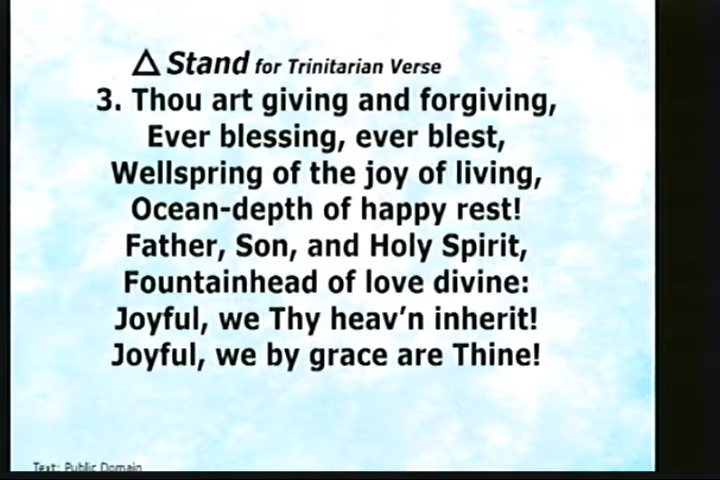 △ Stand for Trinitarian Verse
3. Thou art giving and forgiving,
Ever blessing, ever blest,
Wellspring of the joy of living,
Ocean-depth of happy rest!
Father, Son, and Holy Spirit,
Fountainhead of love divine:
Joyful, we Thy heav’n inherit!
Joyful, we by grace are Thine!
Text: Public Domain